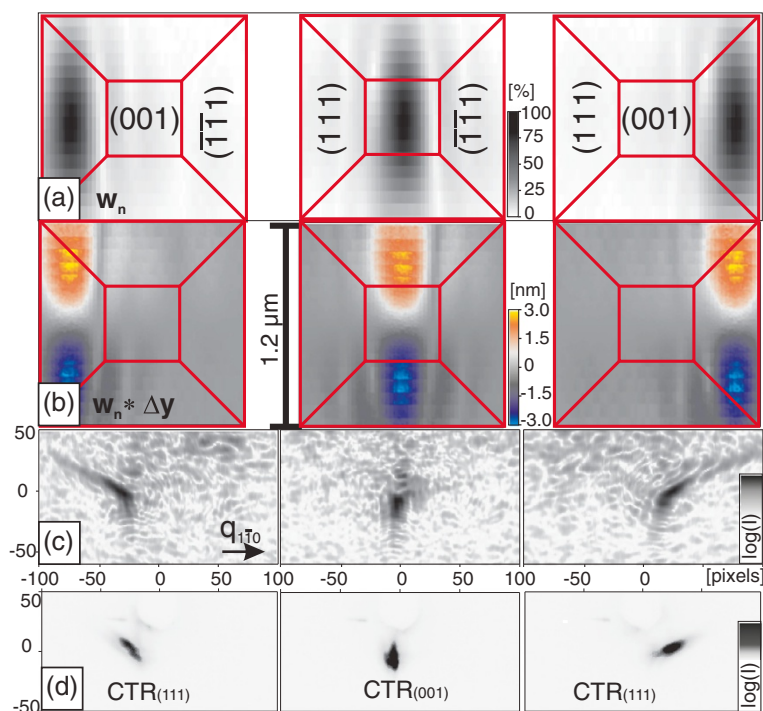 (001)
(1̅1̅1)
(111)
(1̅1̅1)
[%]
100
75
50
25
0
(111)
(001)
(a)
wn
[nm]
3.0
1.5
0
-1.5
-3.0
1.2 µm
(b)
wn* Δy
50
0
-50
(c)
q11̅0
log(I)
-100
-50
0
50
100
-50
0
50
100
-50
0
[pixels]
50
0
-50
(d)
CTR(111)
CTR(001)
CTR(111)
log(I)